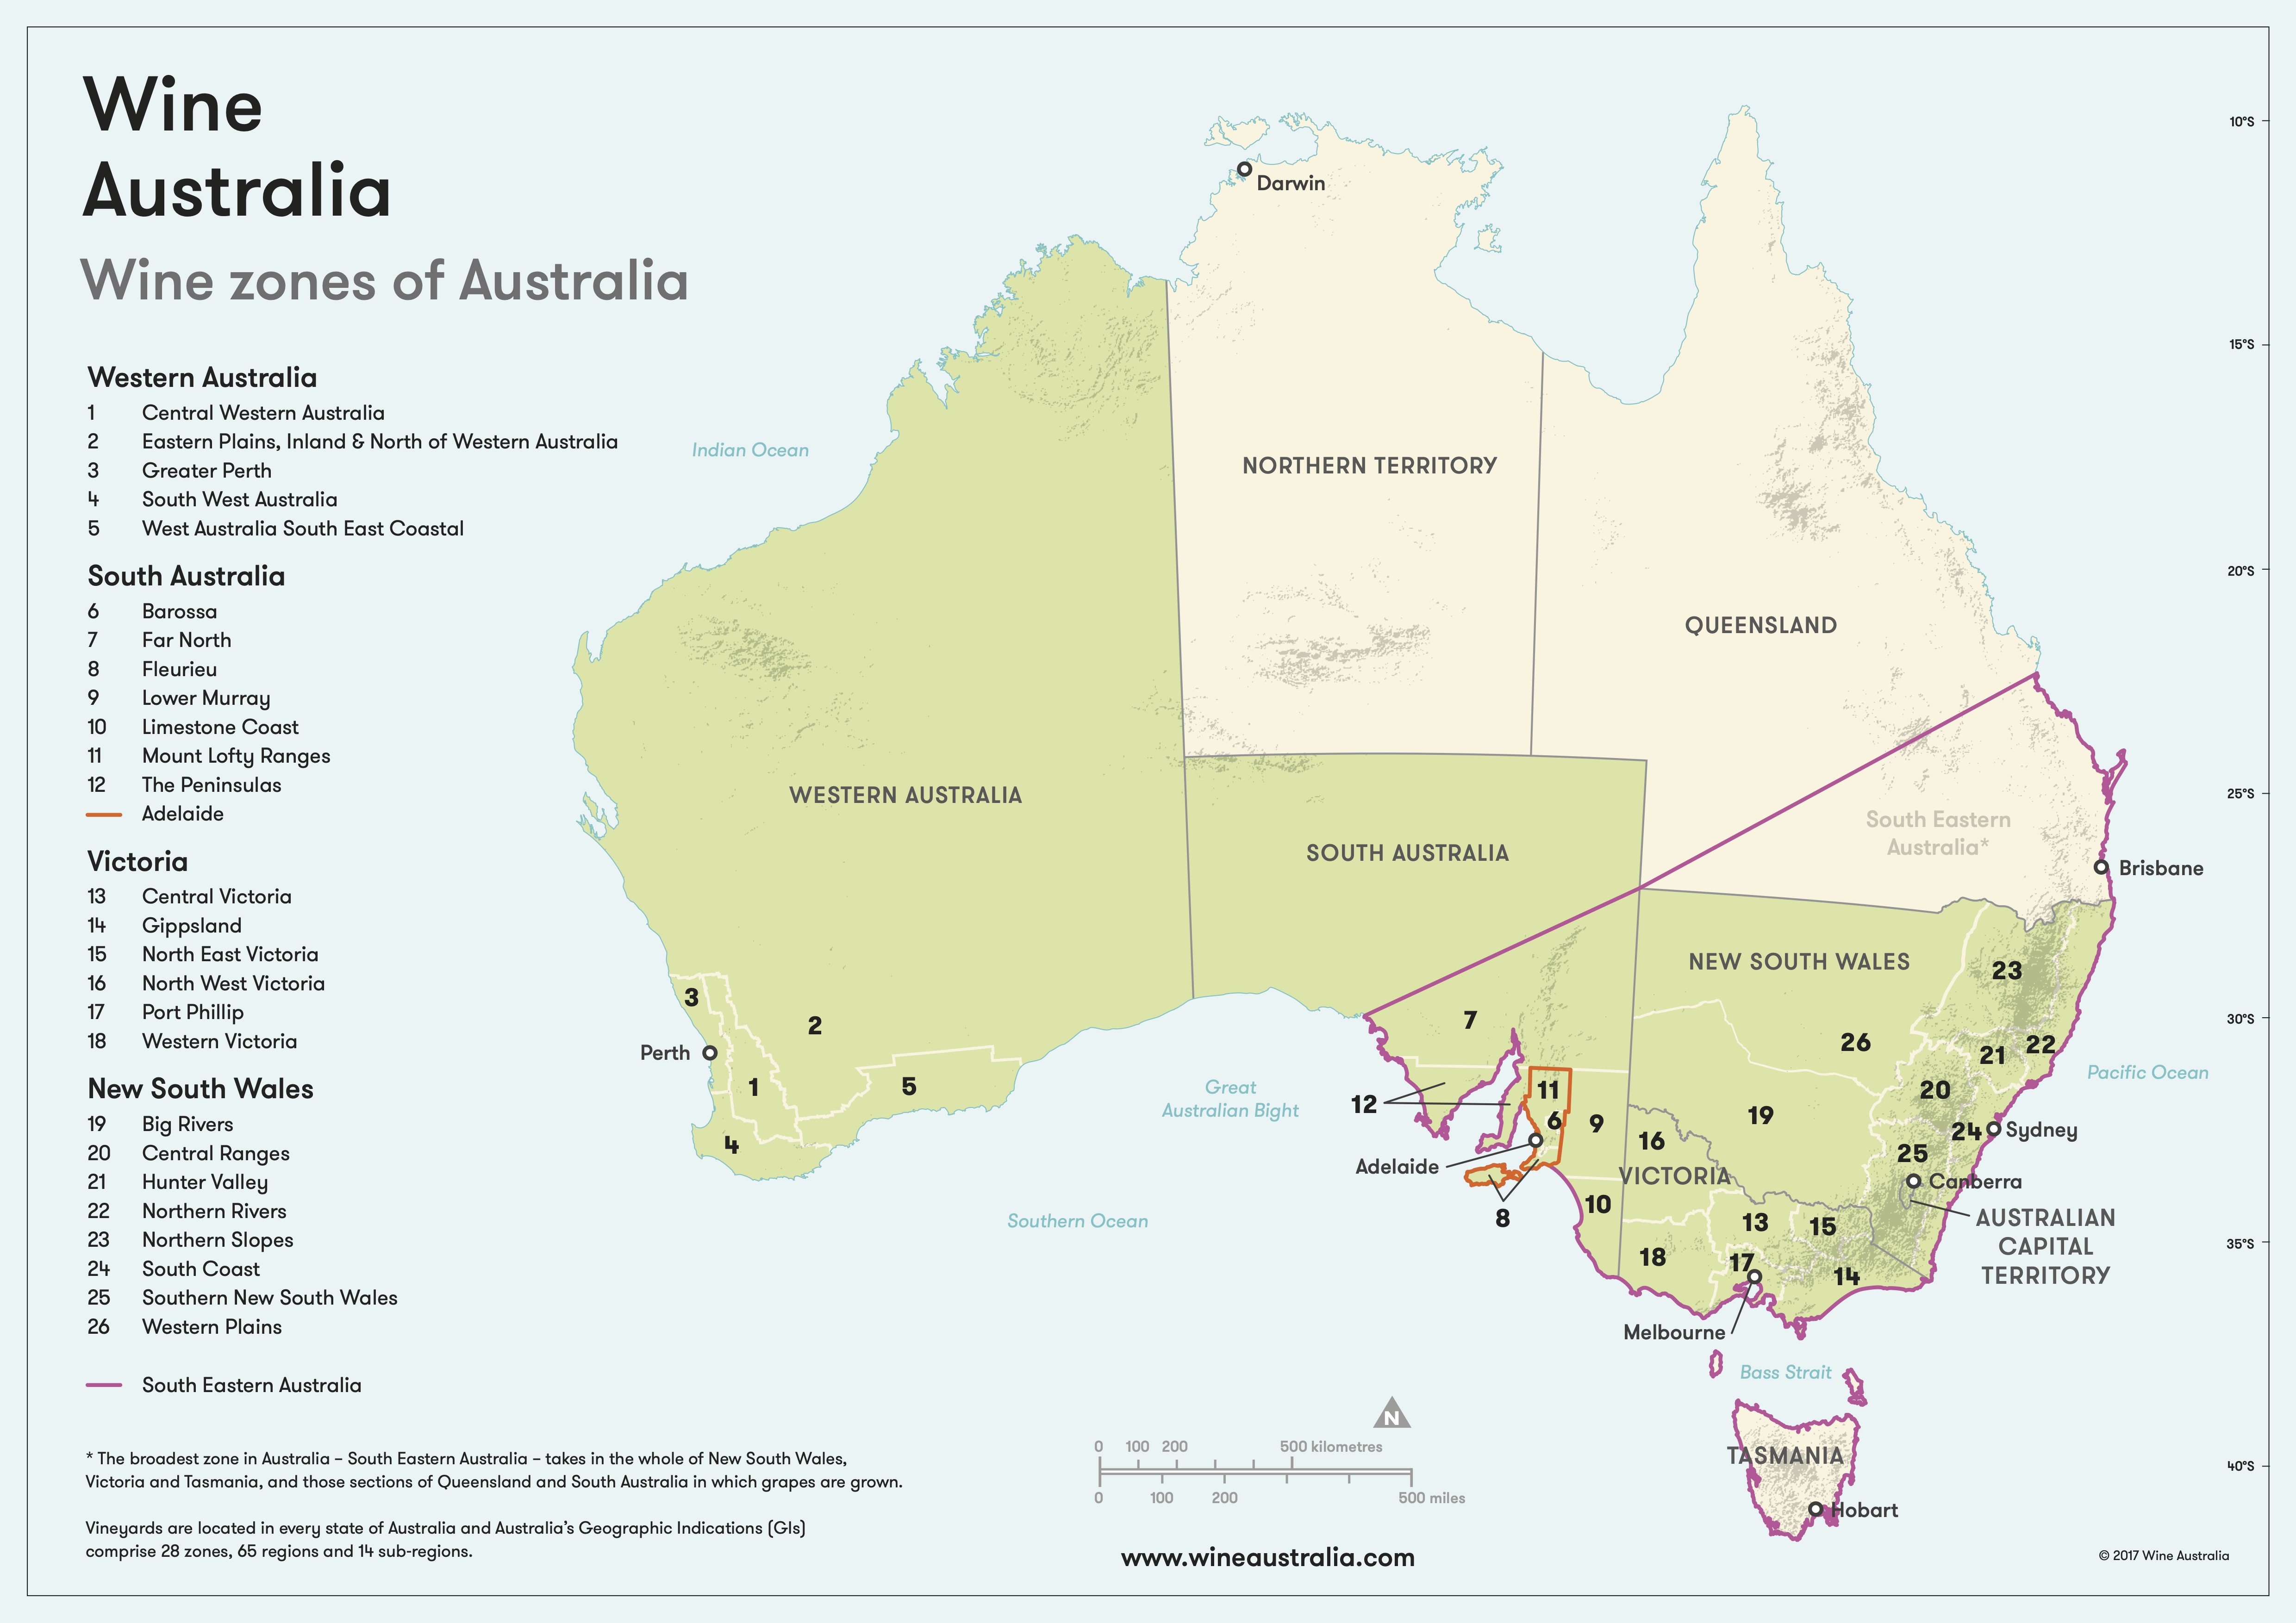 Wine
Australia
Wine zones of Australia
Western Australia
1 Central Western Australia
2 Eastern Plains, Inland & North of Western Australia
3 Greater Perth
4 South West Australia
5 West Australia South East Coastal
South Australia
6 Barossa
7 Far North
8 Fleurieu
9 Lower Murray
10 Limestone Coast
11 Mount Lofty Ranges
12 The Peninsulas
Adelaide
Victoria
13 Central Victoria
14 Gippsland
15 North East Victoria
16 North West Victoria
17 Port Phillip
18 Western Victoria
New South Wales
19 Big Rivers
20 Central Ranges
21 Hunter Valley
22 Northern Rivers
23 Northern Slopes
24 South Coast
25 Southern New South Wales
26 Western Plains
South Eastern Australia
* The broadest zone in Australia – South Eastern Australia – takes in the whole of New South Wales,
Victoria and Tasmania, and those sections of Queensland and South Australia in which grapes are grown.
Vineyards are located in every state of Australia and Australia's Geographic Indications (GIs)
comprise 28 zones, 65 regions and 14 sub-regions.
Darwin
Indian Ocean
NORTHERN TERRITORY
QUEENSLAND
WESTERN AUSTRALIA
SOUTH AUSTRALIA
South Eastern
Australia*
Brisbane
NEW SOUTH WALES
23
3
2
7
26
22
21
Perth
1
5
Great
Australian Bight
12
11
6
9
16
19
20
24
Sydney
Pacific Ocean
4
Adelaide
VICTORIA
25
Canberra
8
10
13
15
Southern Ocean
AUSTRALIAN
CAPITAL
TERRITORY
18
17
14
Melbourne
Bass Strait
TASMANIA
Hobart
10°S
15°S
20°S
25°S
30°S
35°S
40°S
N
0 100 200 500 kilometres
0 100 200 500 miles
www.wineaustralia.com
© 2017 Wine Australia